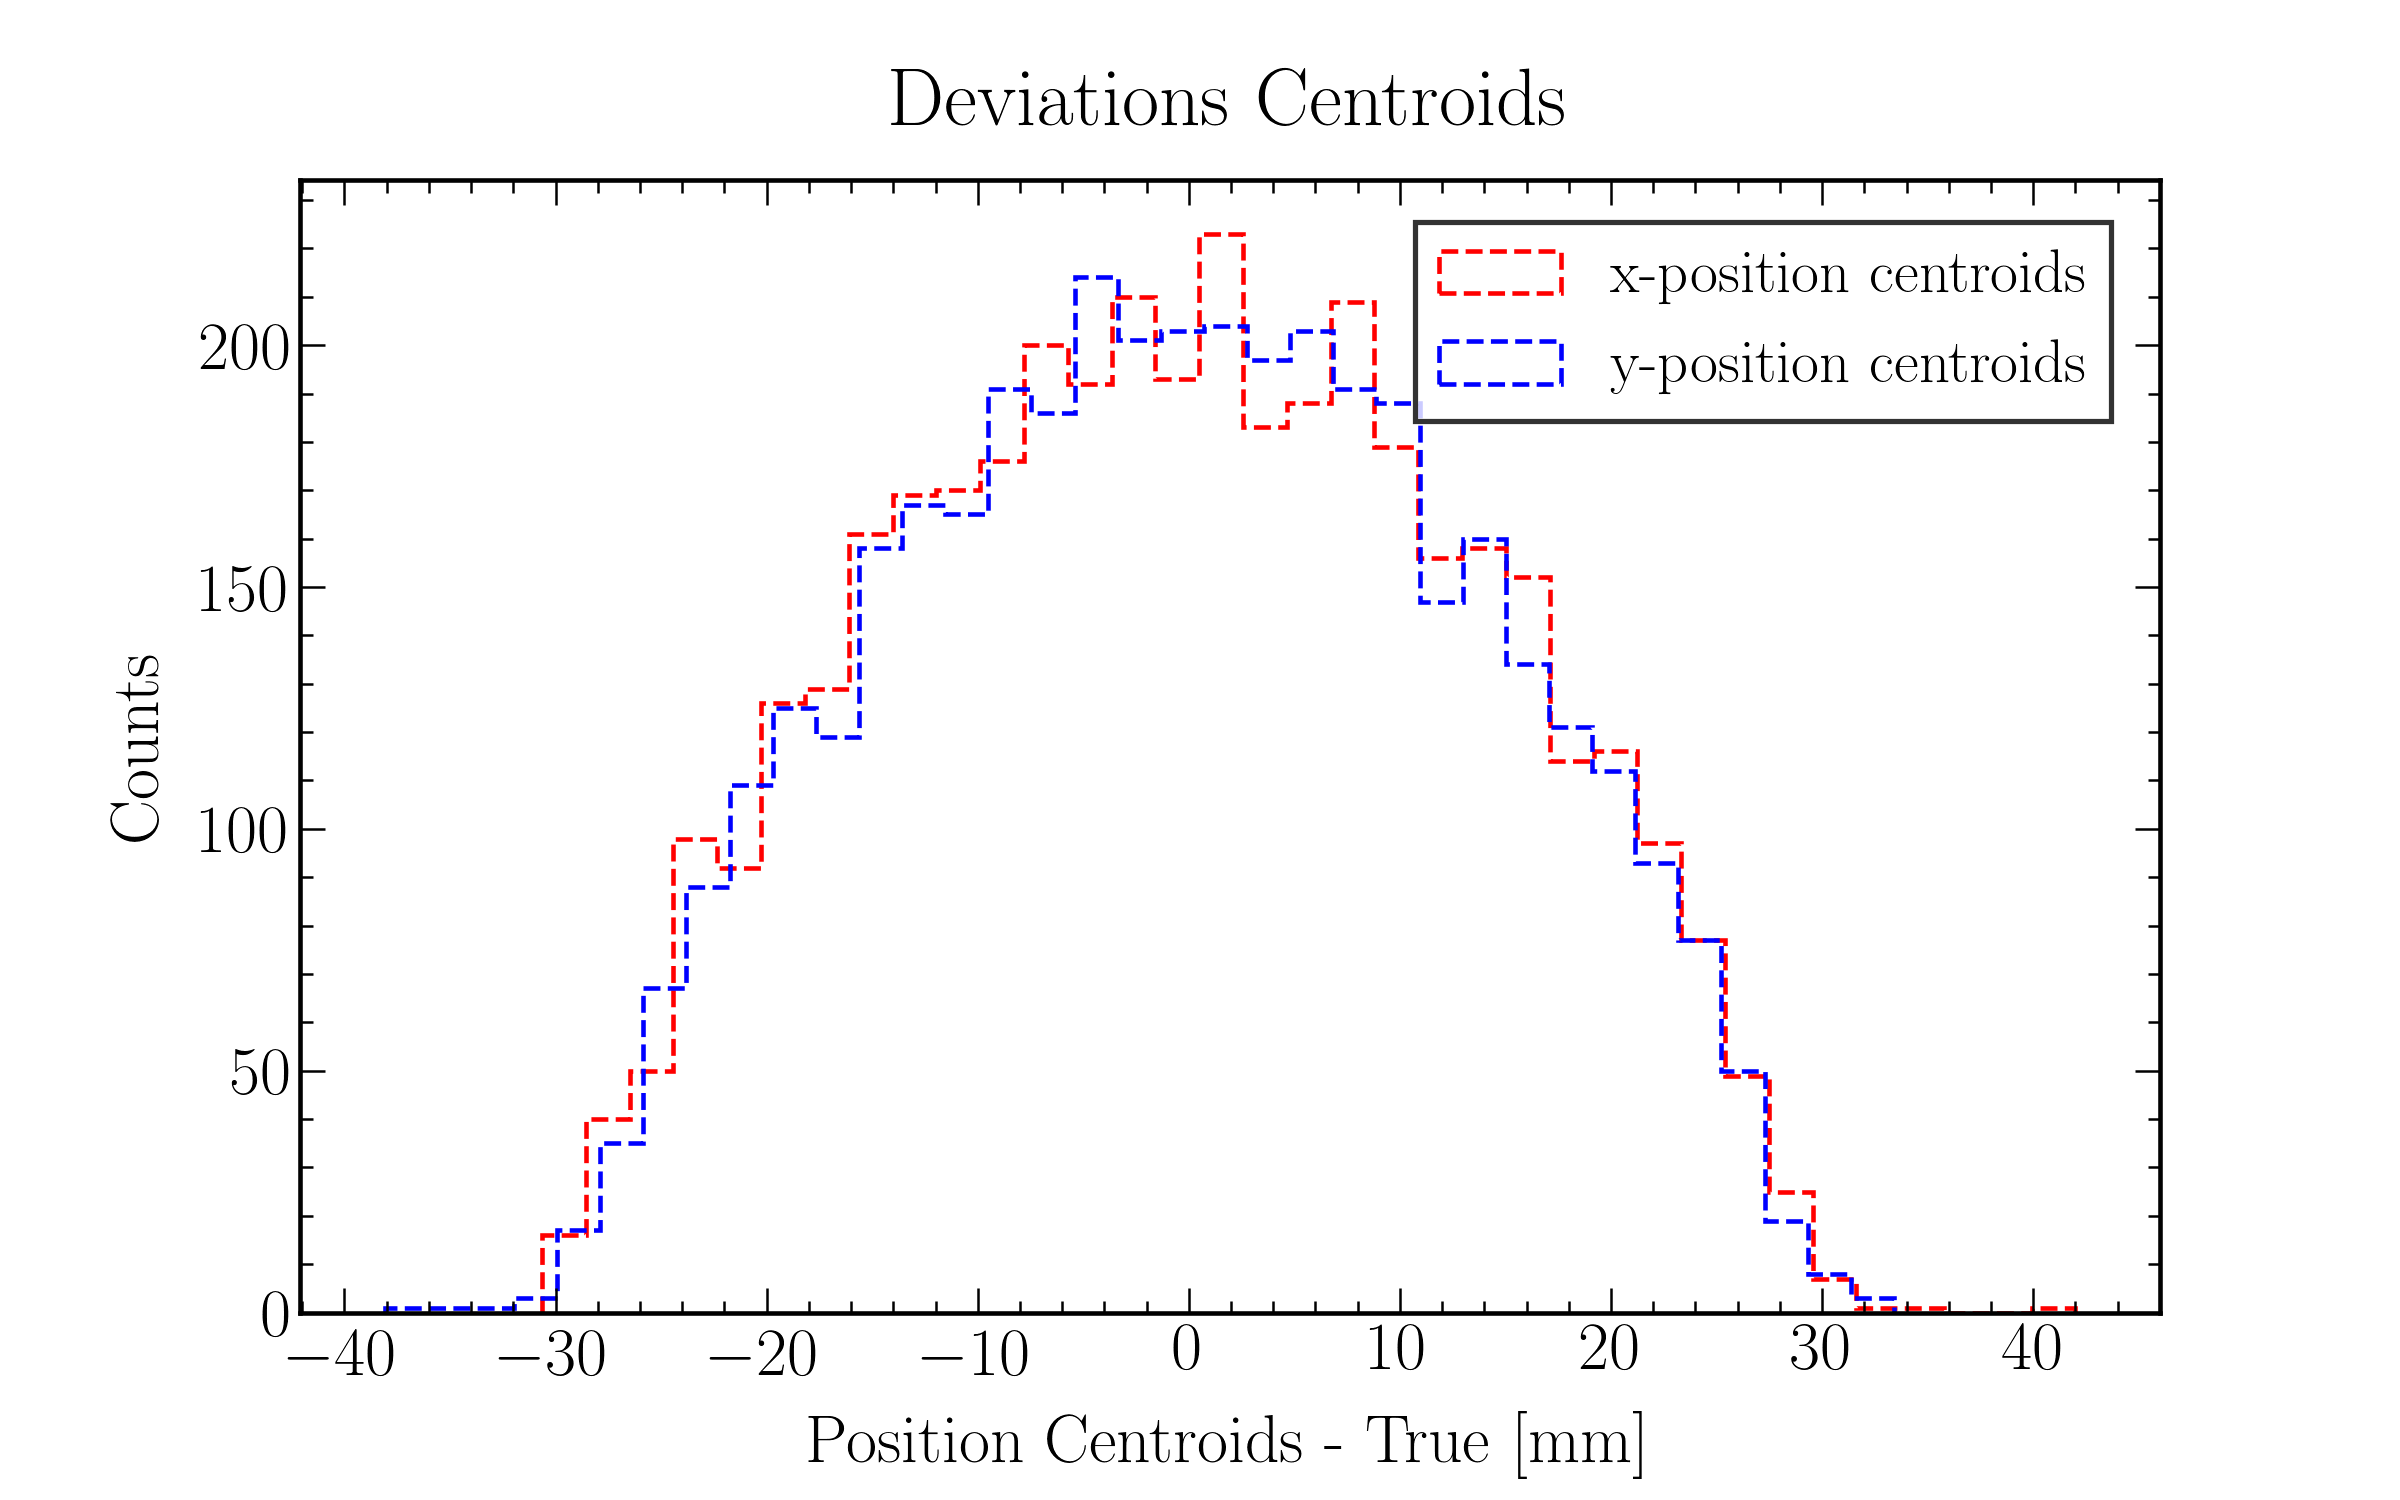 Deviations Centroids
x-position centroids
y-position centroids
Counts
200
150
100
50
0
−40 −30 −20 −10 0 10 20 30 40
Position Centroids - True [mm]